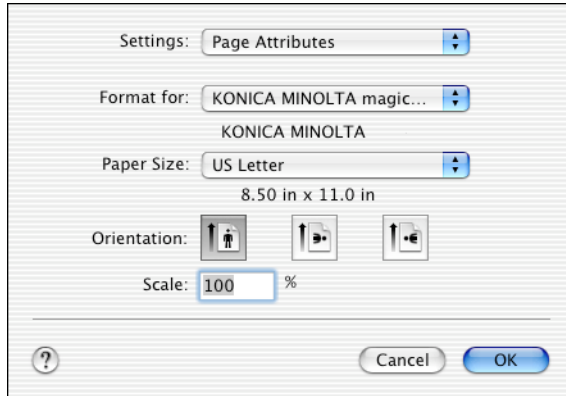 Settings: Page Attributes
Format for: KONICA MINOLTA magic...
KONICA MINOLTA
Paper Size: US Letter
8.50 in x 11.0 in
Orientation:
Scale: 100 %
? Cancel OK